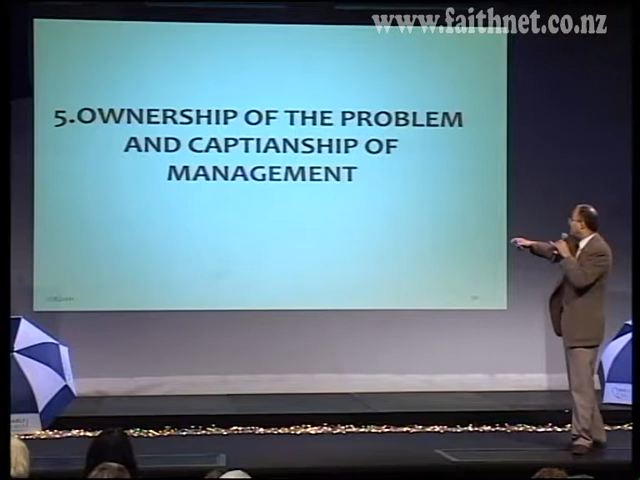 www.faithnet.co.nz
5.OWNERSHIP OF THE PROBLEM
AND CAPTIANSHIP OF
MANAGEMENT